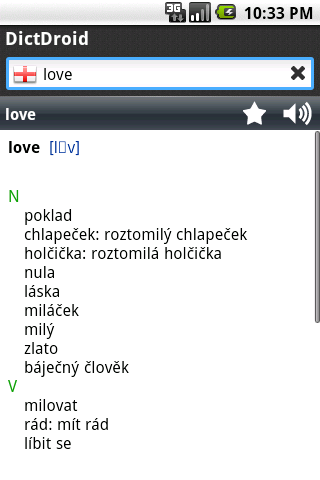 3G 10:33 PM
DictDroid
love
love
love [l▯v]
N
poklad
chlapeček: roztomilý chlapeček
holčička: roztomilá holčička
nula
láska
miláček
milý
zlato
báječný člověk
V
milovat
rád: mít rád
líbit se